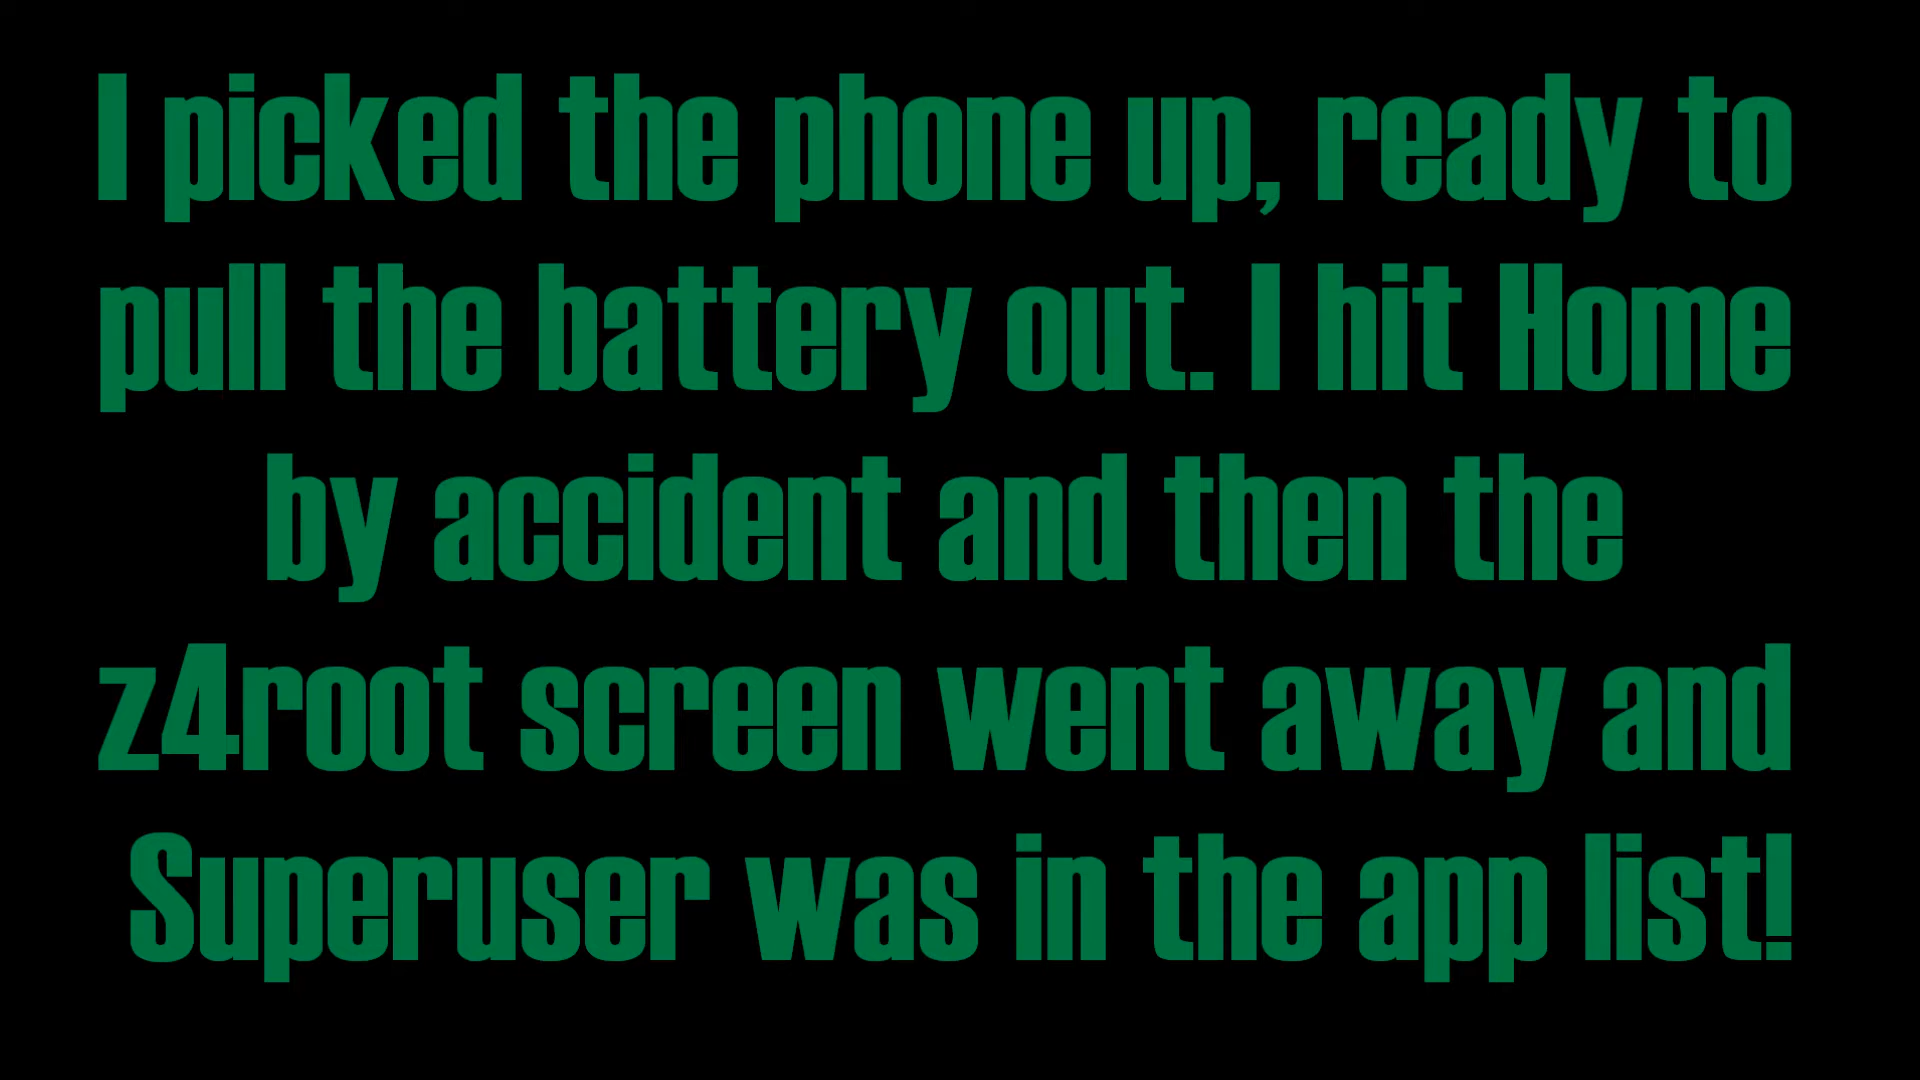 I picked the phone up, ready to
pull the battery out. I hit Home
by accident and then the
z4root screen went away and
Superuser was in the app list!